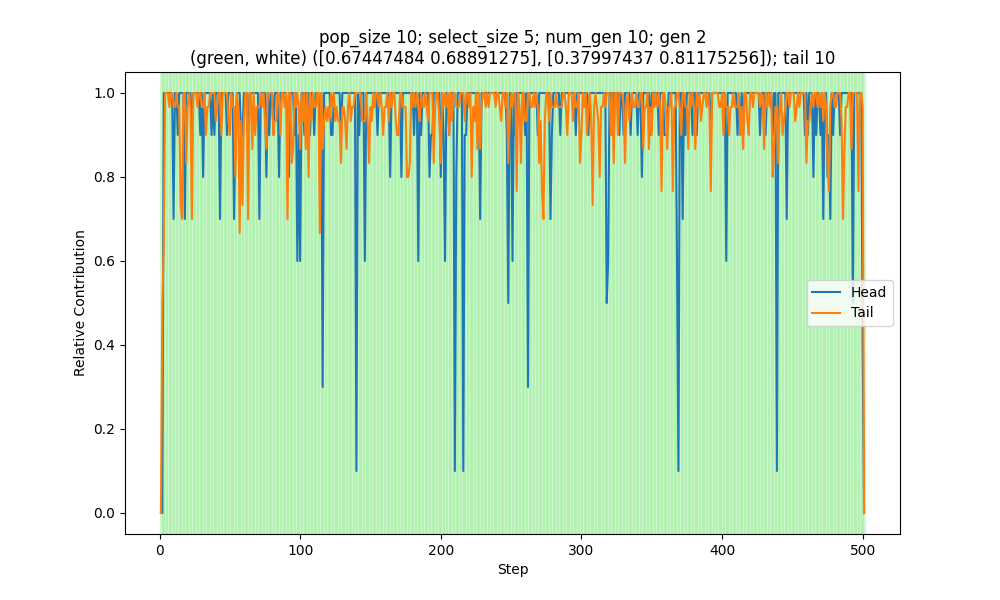 pop_size 10; select_size 5; num_gen 10; gen 2
(green, white) ([0.67447484 0.68891275], [0.37997437 0.81175256]); tail 10
1.0
0.8
0.6
0.4
0.2
0.0
Relative Contribution
Head
Tail
0
100
200
300
400
500
Step